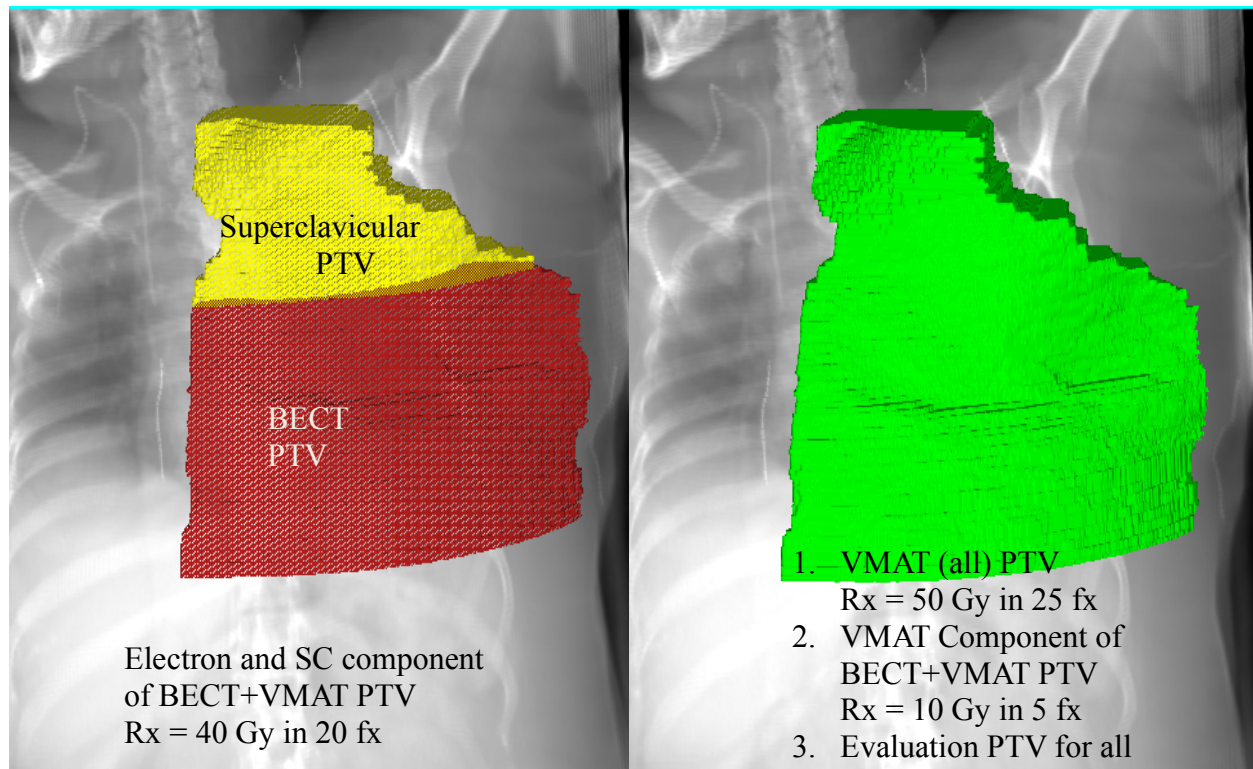 Superclavicular
PTV
BECT
PTV
Electron and SC component
of BECT+VMAT PTV
Rx = 40 Gy in 20 fx
1. VMAT (all) PTV
Rx = 50 Gy in 25 fx
2. VMAT Component of
BECT+VMAT PTV
Rx = 10 Gy in 5 fx
3. Evaluation PTV for all